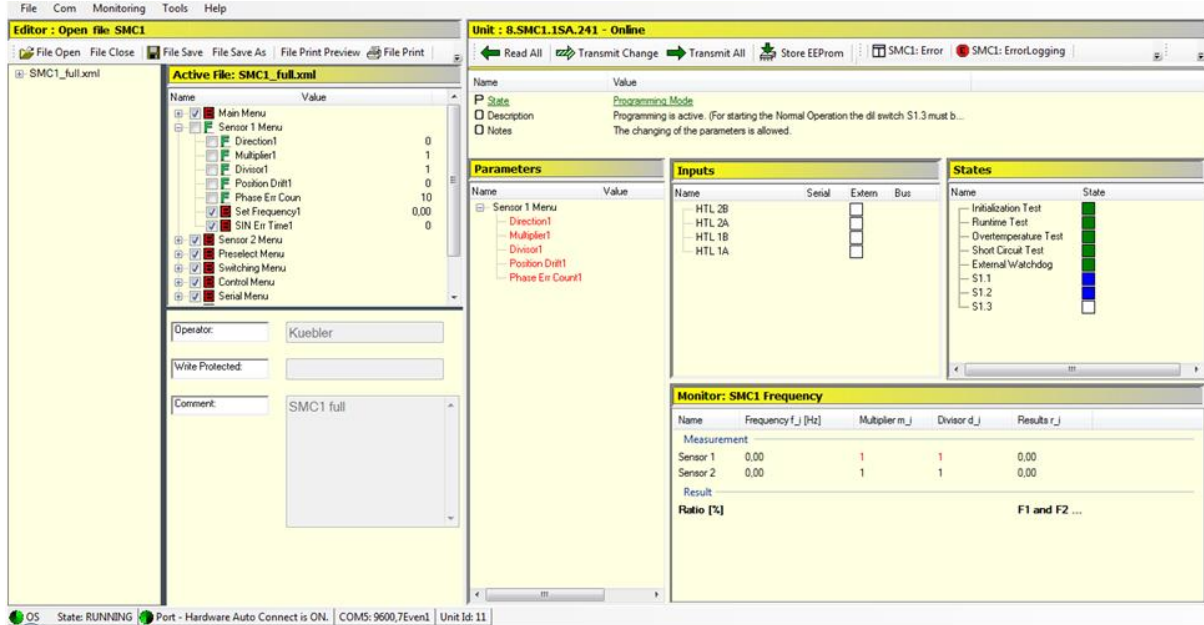 File Com Monitoring Tools Help
Editor : Open file SMC1
File Open File Close File Save File Save As File Print Preview File Print
SMC1_full.xml
Active File: SMC1_full.xml
Name Value
Main Menu
Sensor 1 Menu
Direction1 0
Multiplier1 1
Divisor1 1
Position Drift1 0
Phase Err Coun 10
Set Frequency1 0,00
SIN Err Time1 0
Sensor 2 Menu
Preselect Menu
Switching Menu
Control Menu
Serial Menu
Operator: Kuebler
Write Protected:
Comment: SMC1 full
Unit : 8.SMC1.1SA.241 - Online
Read All Transmit Change Transmit All Store EEProm SMC1: Error SMC1: ErrorLogging
Name Value
State Programming Mode
Description Programming is active. (For starting the Normal Operation the dil switch S1.3 must b...
Notes The changing of the parameters is allowed.
Parameters
Name Value
Sensor 1 Menu
Direction1
Multiplier1
Divisor1
Position Drift1
Phase Err Count1
Inputs
Name Serial Extern Bus
HTL 2B
HTL 2A
HTL 1B
HTL 1A
States
Name State
Initialization Test
Runtime Test
Overtemperature Test
Short Circuit Test
External Watchdog
S1.1
S1.2
S1.3
Monitor: SMC1 Frequency
Name Frequency f_i [Hz] Multiplier m_i Divisor d_i Results r_i
Measurement
Sensor 1 0,00 1 1 0,00
Sensor 2 0,00 1 1 0,00
Result
Ratio [%] F1 and F2 ...
OS State: RUNNING Port - Hardware Auto Connect is ON. COM5: 9600,7Even1 Unit Id: 11